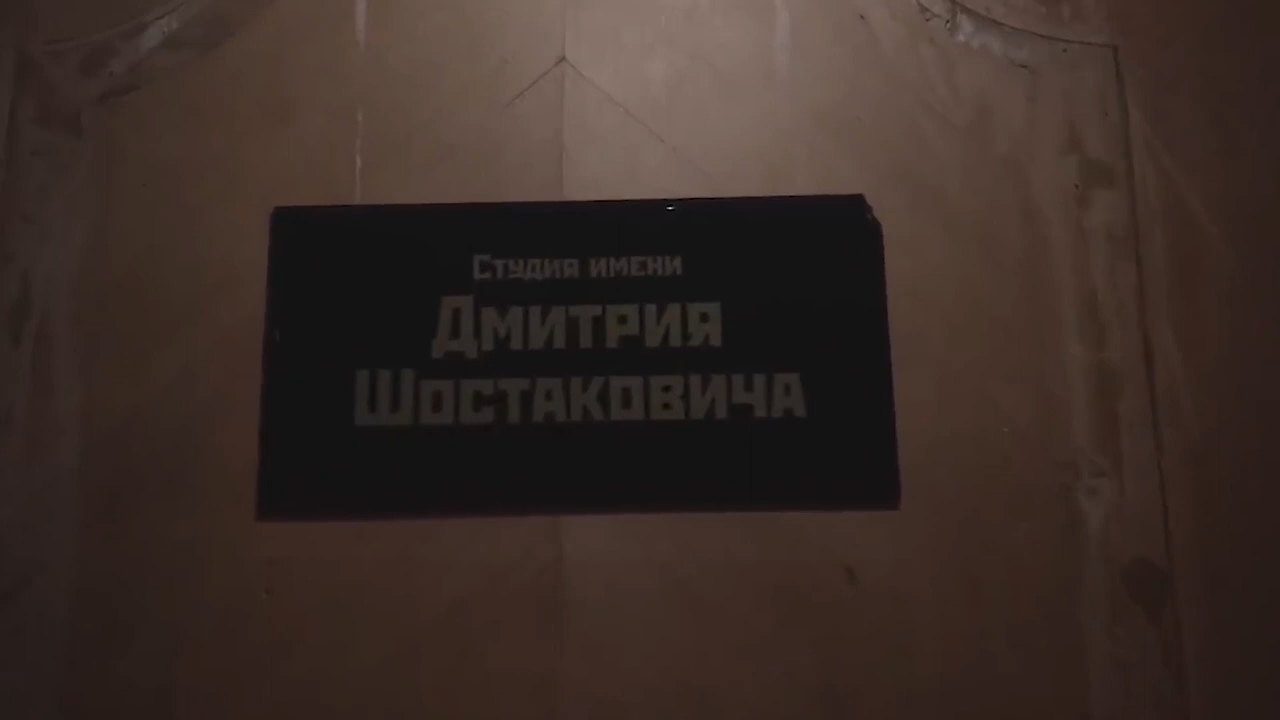 Студия имени
Дмитрия
Шостаковича